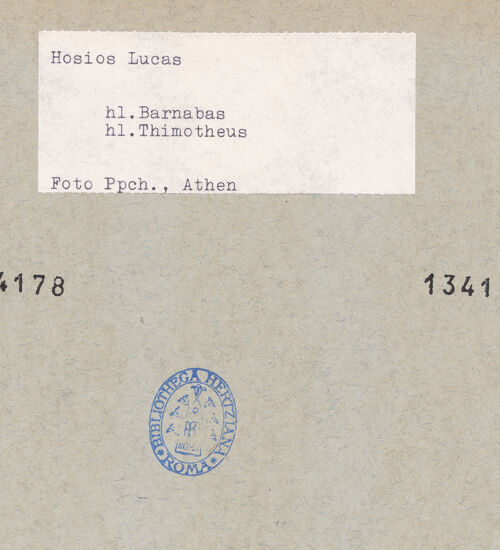 Hosios Lucas
hl.Barnabas
hl.Thimotheus
Foto Ppch., Athen
4178
1341
BIBLIOTHECA HERTZIANA
ROMA